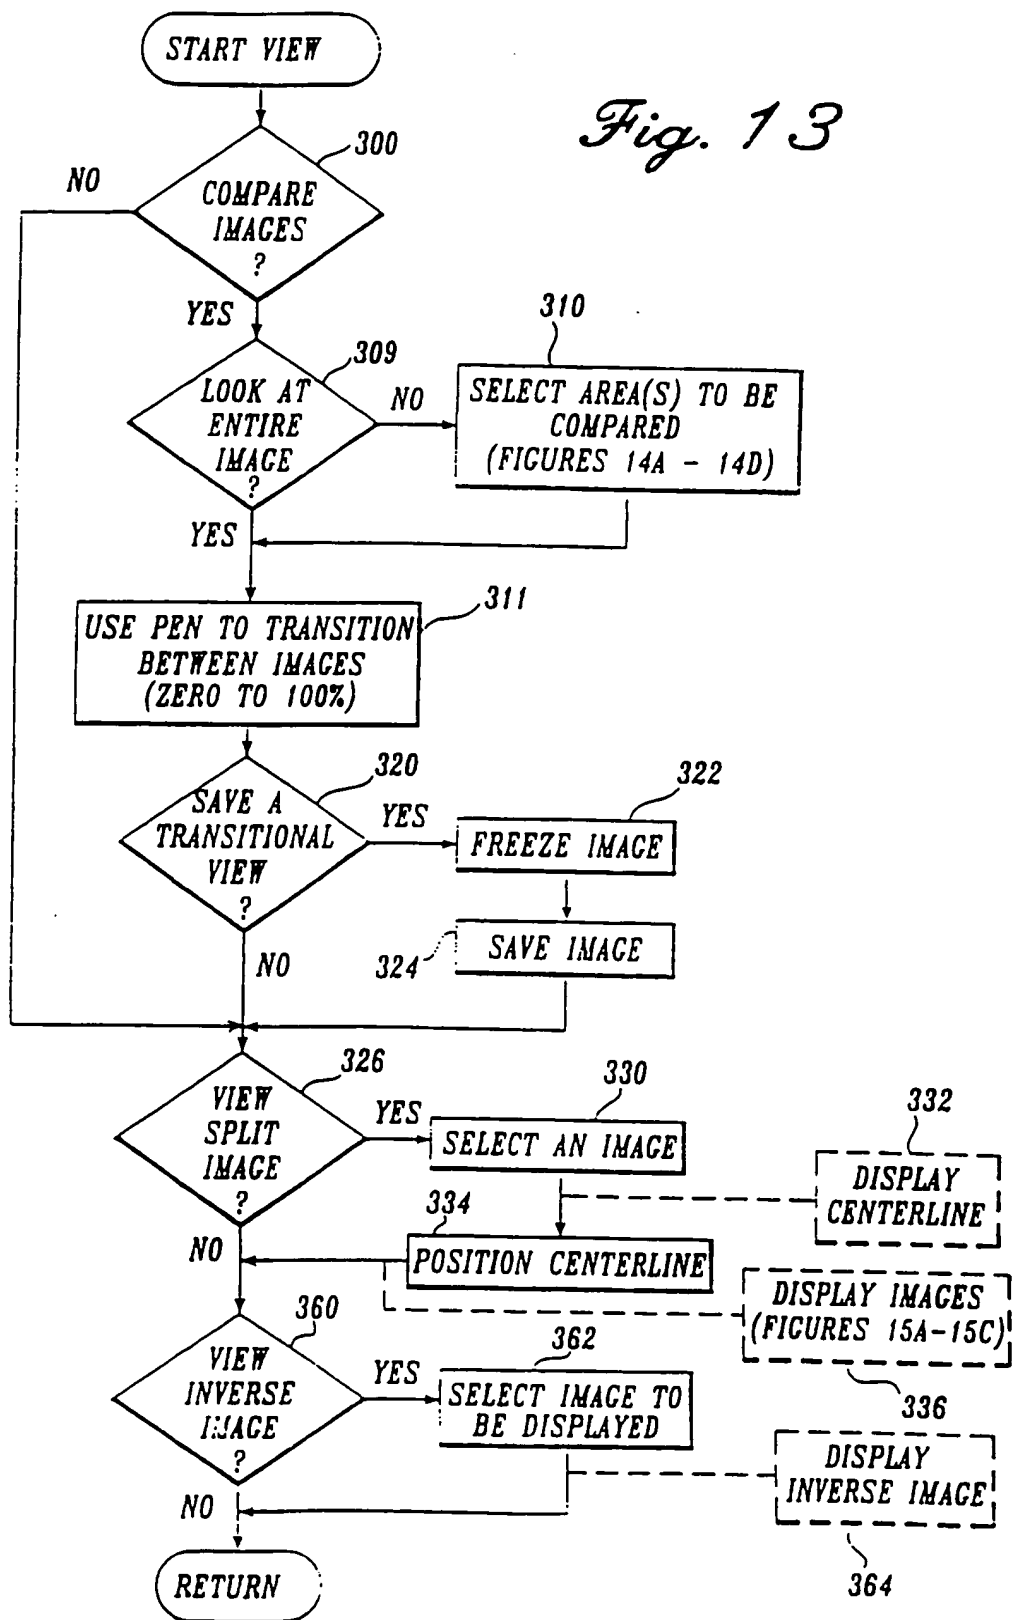 START VIEW
Fig. 13
300
NO
COMPARE
IMAGES
?
YES
310
309
LOOK AT
ENTIRE
IMAGE
?
NO
SELECT AREA(S) TO BE
COMPARED
(FIGURES 14A - 14D)
YES
311
USE PEN TO TRANSITION
BETWEEN IMAGES
(ZERO TO 100%)
320
SAVE A
TRANSITIONAL
VIEW
?
YES
322
FREEZE IMAGE
324
SAVE IMAGE
NO
326
VIEW
SPLIT
IMAGE
?
YES
330
SELECT AN IMAGE
332
DISPLAY
CENTERLINE
334
NO
POSITION CENTERLINE
DISPLAY IMAGES
(FIGURES 15A-15C)
336
360
VIEW
INVERSE
IMAGE
?
YES
362
SELECT IMAGE TO
BE DISPLAYED
DISPLAY
INVERSE IMAGE
364
NO
RETURN